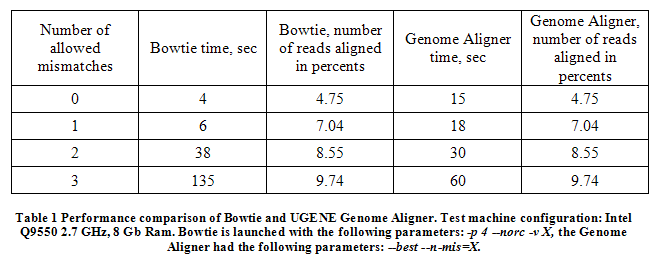 Number of allowed mismatches | Bowtie time, sec | Bowtie, number of reads aligned in percents | Genome Aligner time, sec | Genome Aligner, number of reads aligned in percents
0 | 4 | 4.75 | 15 | 4.75
1 | 6 | 7.04 | 18 | 7.04
2 | 38 | 8.55 | 30 | 8.55
3 | 135 | 9.74 | 60 | 9.74
Table 1 Performance comparison of Bowtie and UGENE Genome Aligner. Test machine configuration: Intel
Q9550 2.7 GHz, 8 Gb Ram. Bowtie is launched with the following parameters: -p 4 --norc -v X, the Genome
Aligner had the following parameters: --best --n-mis=X.